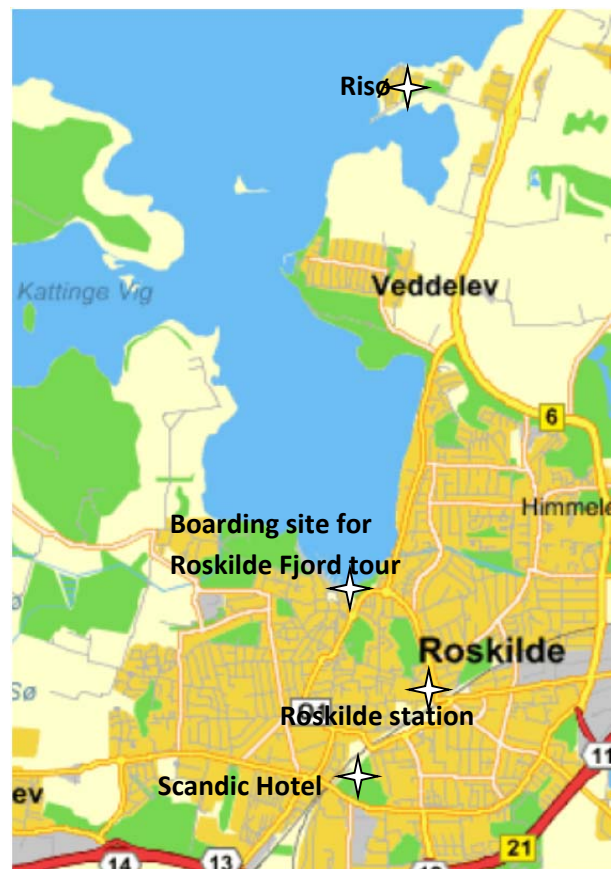 Risø
Kattinge Vig
Veddelev
6
Himmele
Boarding site for
Roskilde Fjord tour
Sø
Roskilde
Roskilde station
11
Scandic Hotel
ev
21
14
13